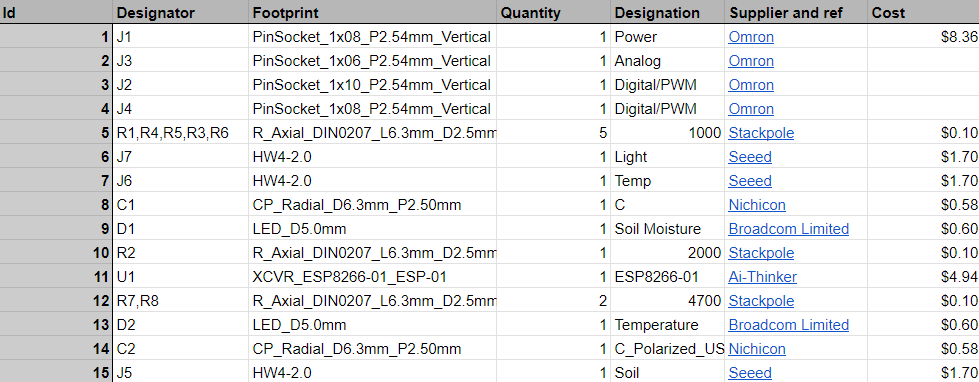 Id Designator Footprint Quantity Designation Supplier and ref Cost
1 J1 PinSocket_1x08_P2.54mm_Vertical 1 Power Omron $8.36
2 J3 PinSocket_1x06_P2.54mm_Vertical 1 Analog Omron
3 J2 PinSocket_1x10_P2.54mm_Vertical 1 Digital/PWM Omron
4 J4 PinSocket_1x08_P2.54mm_Vertical 1 Digital/PWM Omron
5 R1,R4,R5,R3,R6 R_Axial_DIN0207_L6.3mm_D2.5mm 5 1000 Stackpole $0.10
6 J7 HW4-2.0 1 Light Seeed $1.70
7 J6 HW4-2.0 1 Temp Seeed $1.70
8 C1 CP_Radial_D6.3mm_P2.50mm 1 C Nichicon $0.58
9 D1 LED_D5.0mm 1 Soil Moisture Broadcom Limited $0.60
10 R2 R_Axial_DIN0207_L6.3mm_D2.5mm 1 2000 Stackpole $0.10
11 U1 XCVR_ESP8266-01_ESP-01 1 ESP8266-01 Ai-Thinker $4.94
12 R7,R8 R_Axial_DIN0207_L6.3mm_D2.5mm 2 4700 Stackpole $0.10
13 D2 LED_D5.0mm 1 Temperature Broadcom Limited $0.60
14 C2 CP_Radial_D6.3mm_P2.50mm 1 C_Polarized_US Nichicon $0.58
15 J5 HW4-2.0 1 Soil Seeed $1.70